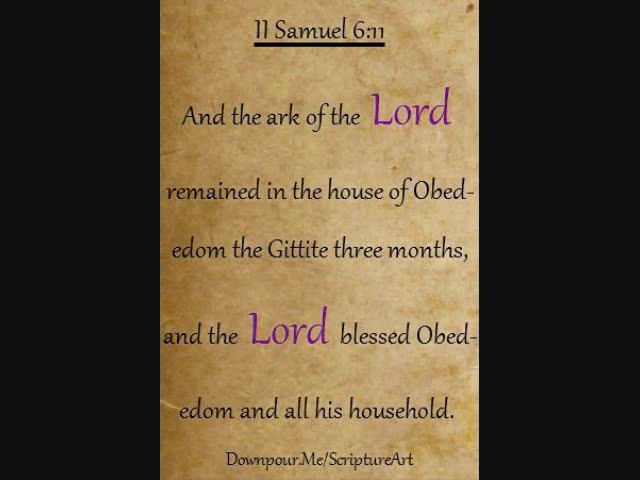 II Samuel 6:11
And the ark of the Lord
remained in the house of Obed-
edom the Gittite three months,
and the Lord blessed Obed-
edom and all his household.
Downpour.Me/ScriptureArt